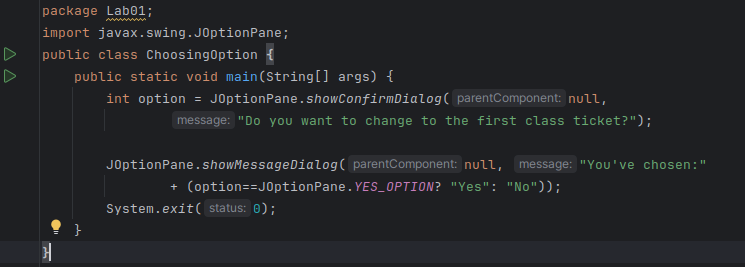 package Lab01;
import javax.swing.JOptionPane;
public class ChoosingOption {
public static void main(String[] args) {
int option = JOptionPane.showConfirmDialog( parentComponent: null,
message: "Do you want to change to the first class ticket?");
JOptionPane.showMessageDialog( parentComponent: null, message: "You've chosen:"
+ (option==JOptionPane.YES_OPTION? "Yes": "No"));
System.exit( status: 0);
}
}